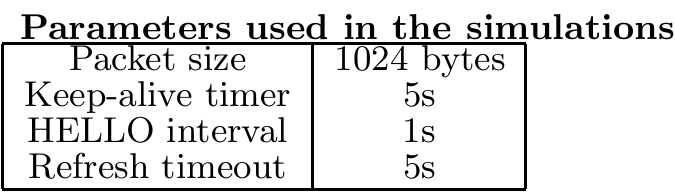 Parameters used in the simulations
Packet size 1024 bytes
Keep-alive timer 5s
HELLO interval 1s
Refresh timeout 5s